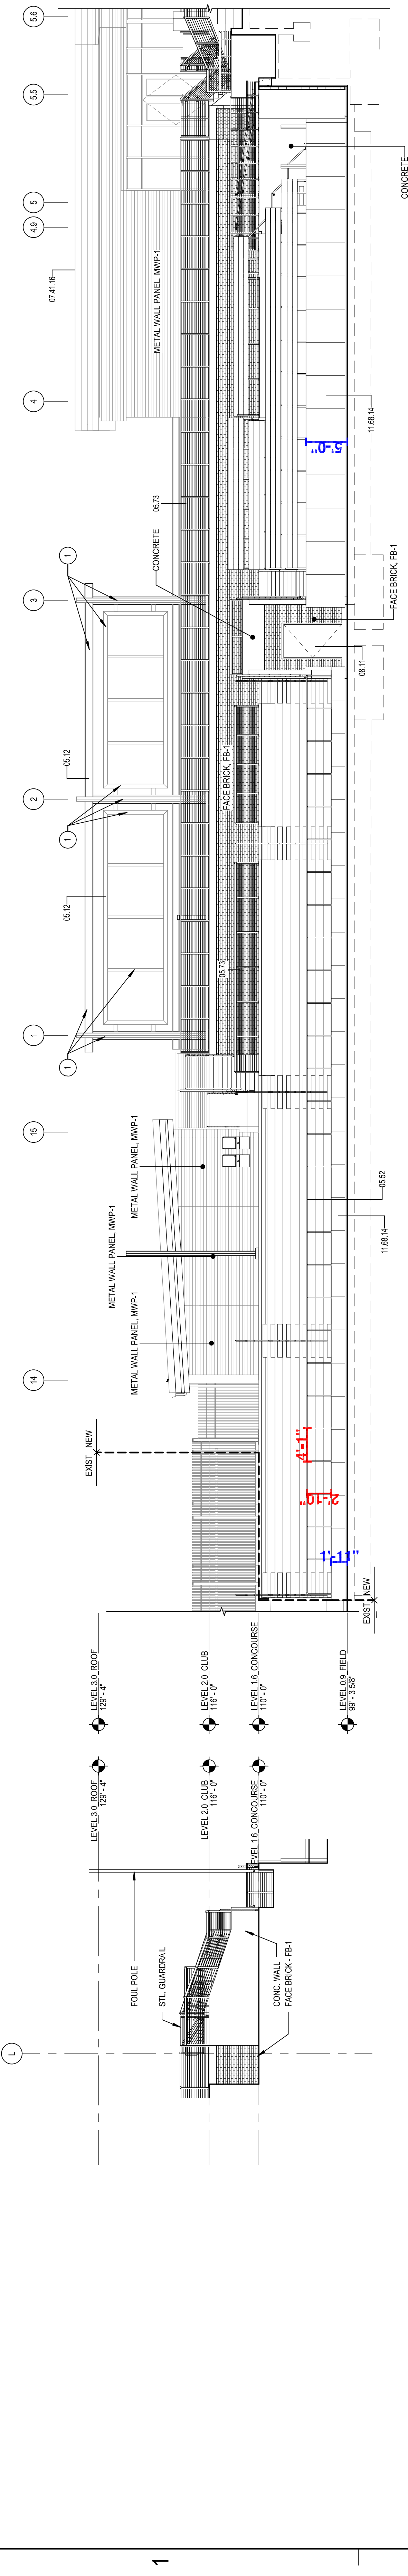 5.6
5.5
5
4.9
4
3
2
1
15
14
L
07.41.16
METAL WALL PANEL, MWP-1
05.73
CONCRETE
CONCRETE
11.68.14
5'-0"
FACE BRICK, FB-1
08.11
1
05.12
1
05.12
1
FACE BRICK, FB-1
05.73
METAL WALL PANEL, MWP-1
METAL WALL PANEL, MWP-1
METAL WALL PANEL, MWP-1
05.52
11.68.14
EXIST
NEW
4'-1"
2'-10"
1'-11"
EXIST
NEW
LEVEL 3.0_ROOF
129' - 4"
LEVEL 2.0_CLUB
116' - 0"
LEVEL 1.6_CONCOURSE
110' - 0"
LEVEL 0.9_FIELD
99' - 3 5/8"
LEVEL 3.0_ROOF
129' - 4"
LEVEL 2.0_CLUB
116' - 0"
LEVEL 1.6_CONCOURSE
110' - 0"
FOUL POLE
STL. GUARDRAIL
CONC. WALL
FACE BRICK - FB-1
1